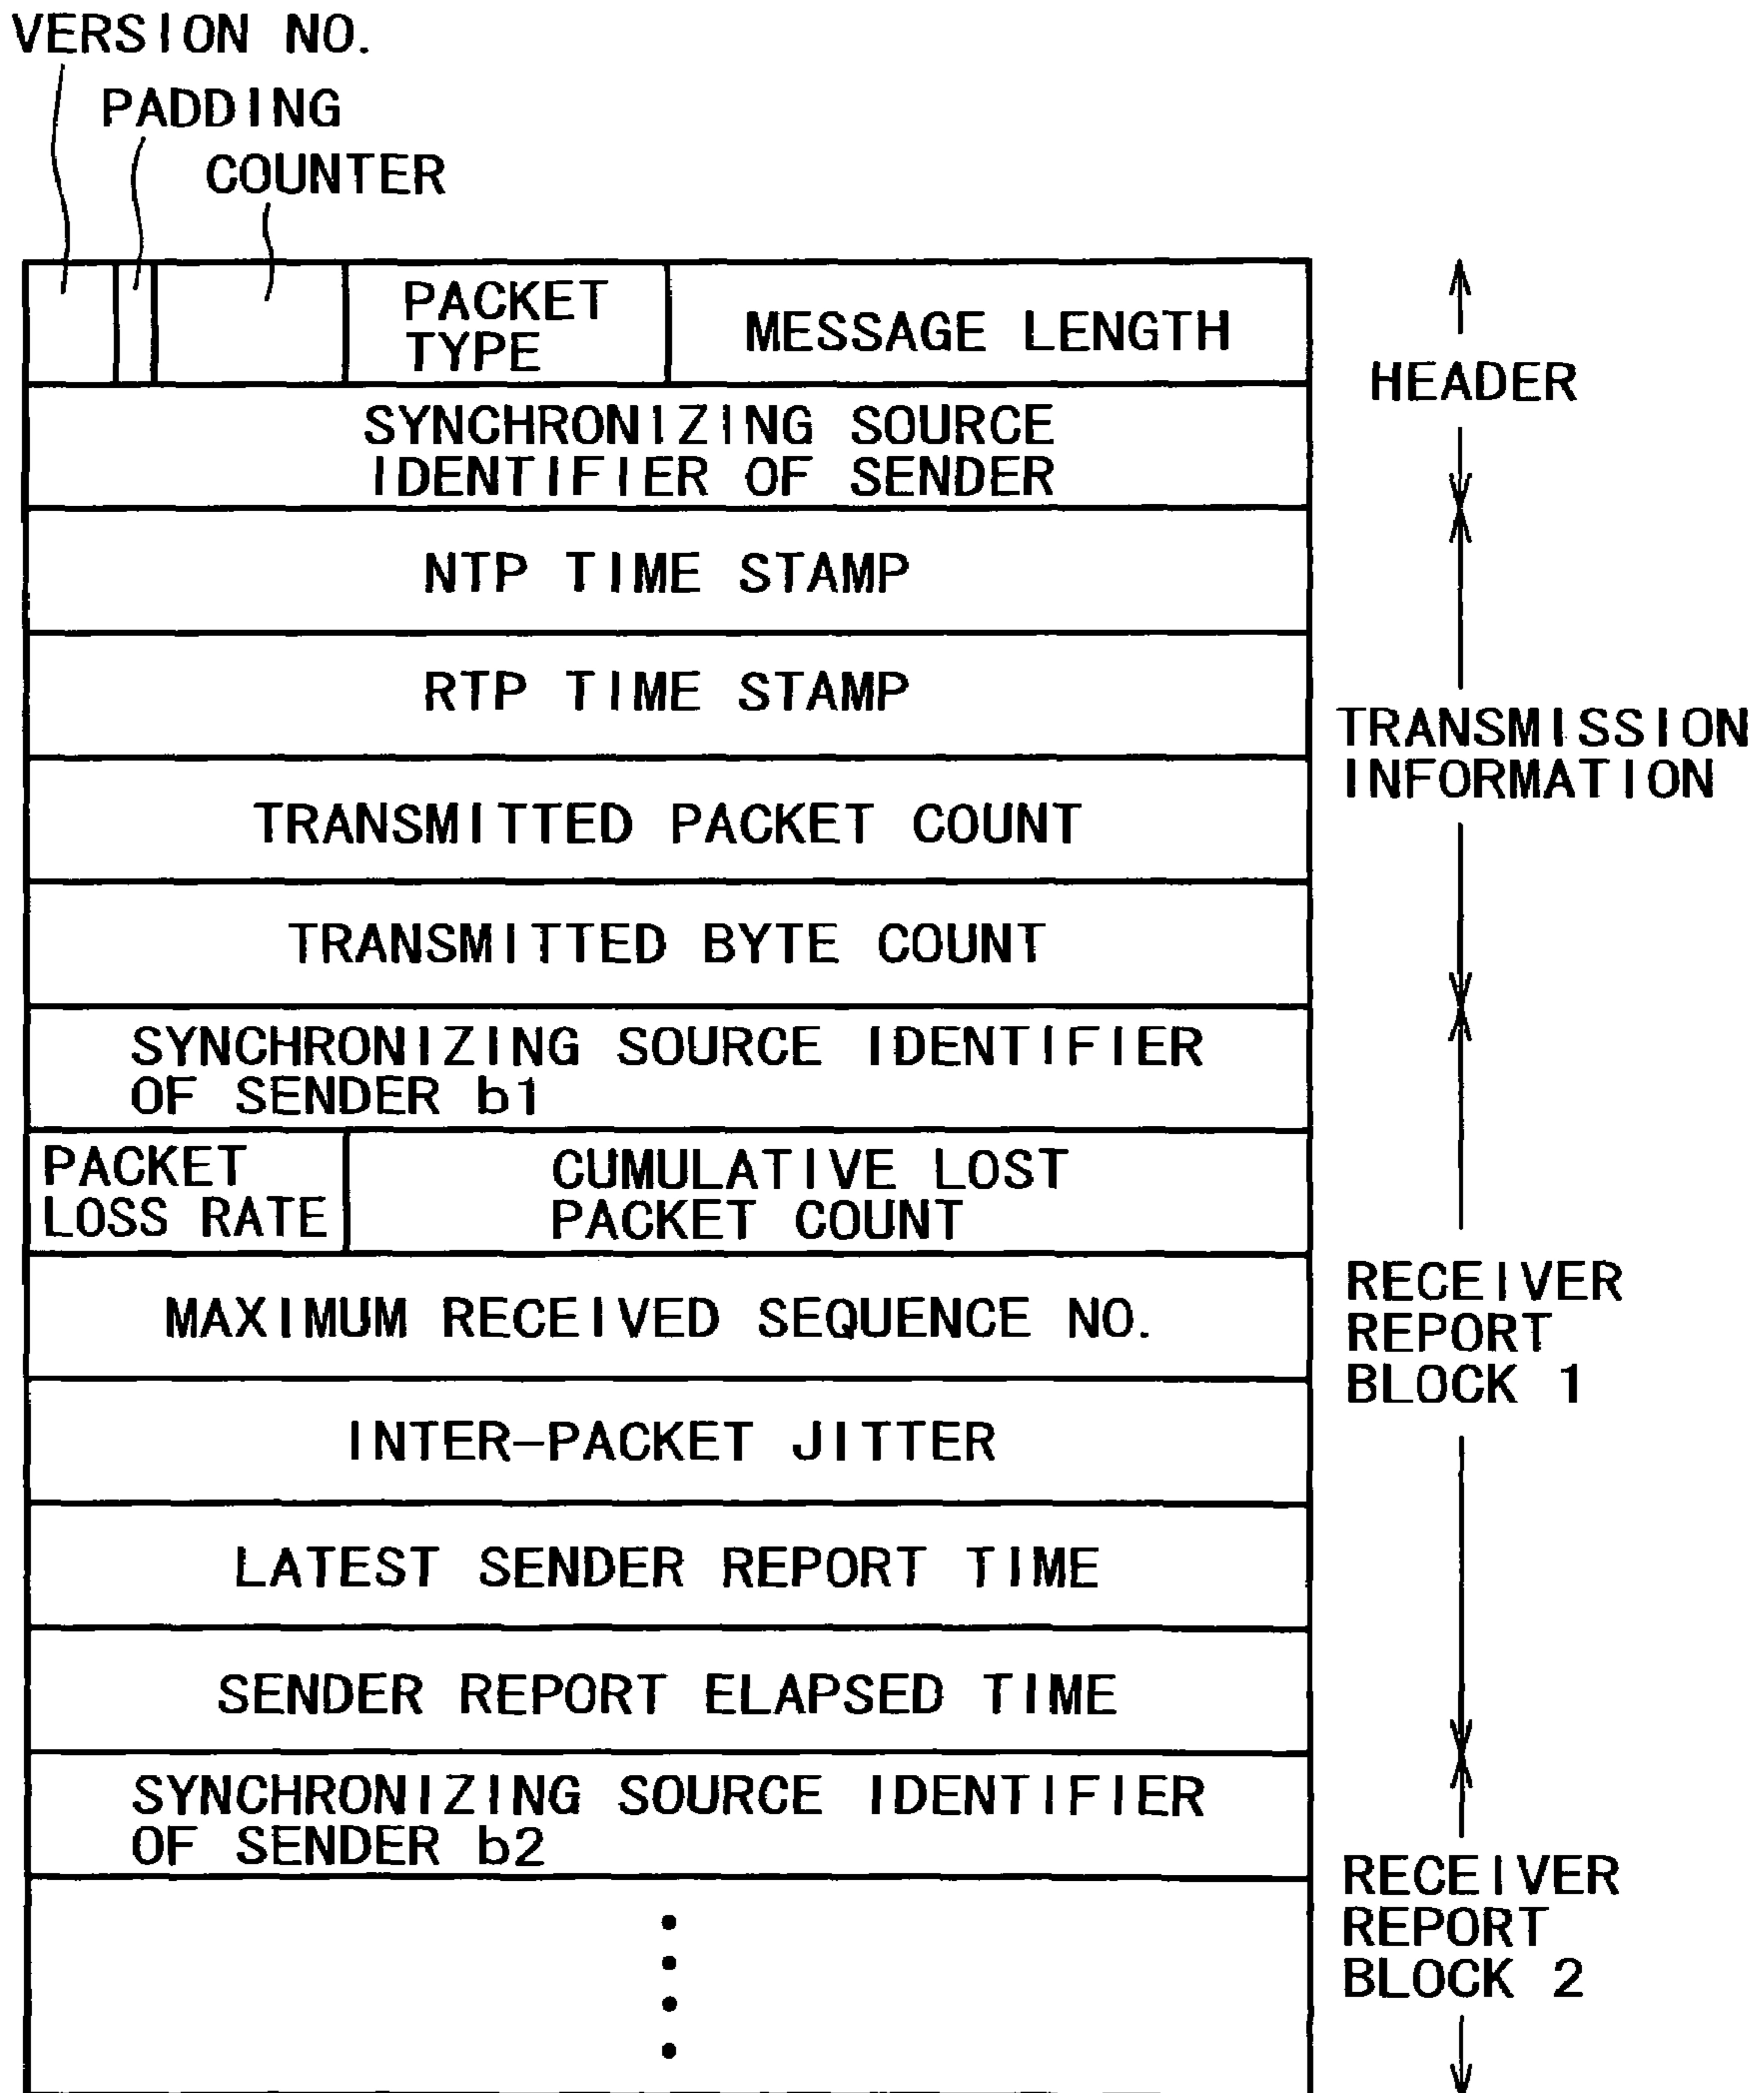 VERSION NO.
PADDING
COUNTER
PACKET
TYPE
MESSAGE LENGTH
HEADER
SYNCHRONIZING SOURCE
IDENTIFIER OF SENDER
NTP TIME STAMP
RTP TIME STAMP
TRANSMISSION
INFORMATION
TRANSMITTED PACKET COUNT
TRANSMITTED BYTE COUNT
SYNCHRONIZING SOURCE IDENTIFIER
OF SENDER b1
PACKET
LOSS RATE
CUMULATIVE LOST
PACKET COUNT
MAXIMUM RECEIVED SEQUENCE NO.
RECEIVER
REPORT
BLOCK 1
INTER-PACKET JITTER
LATEST SENDER REPORT TIME
SENDER REPORT ELAPSED TIME
SYNCHRONIZING SOURCE IDENTIFIER
OF SENDER b2
RECEIVER
REPORT
BLOCK 2